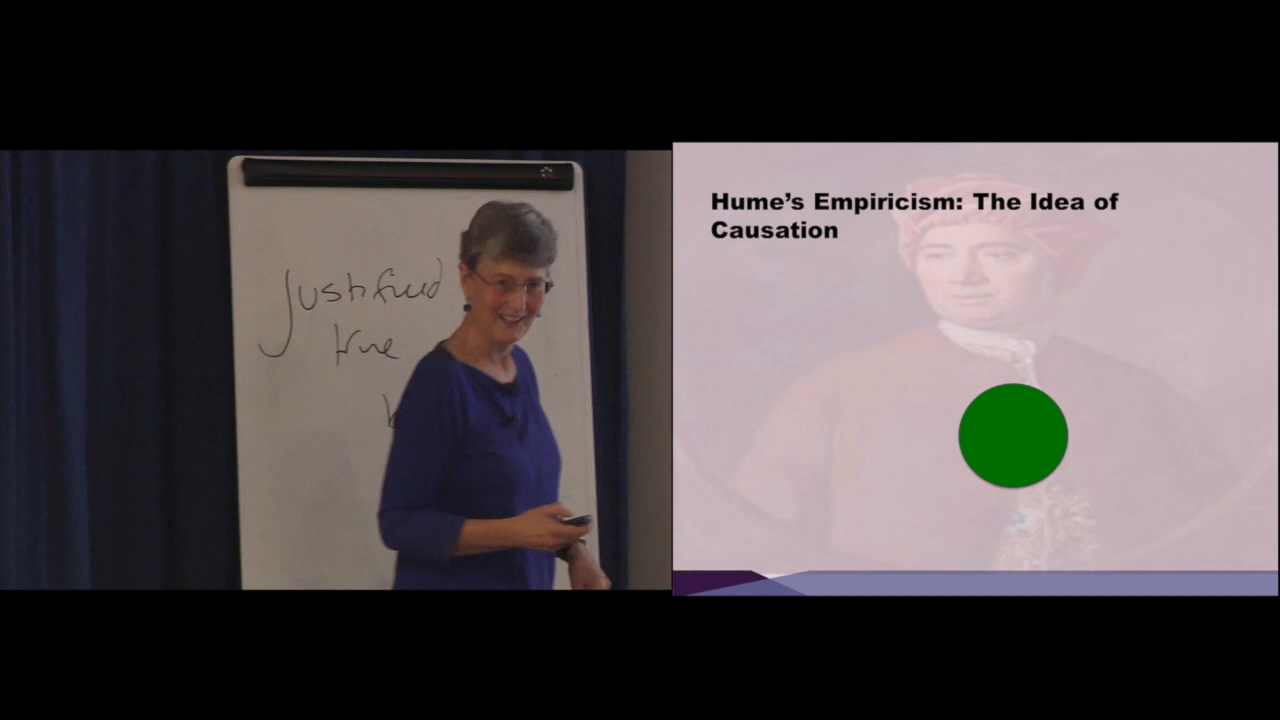 Justified
true
Hume’s Empiricism: The Idea of
Causation